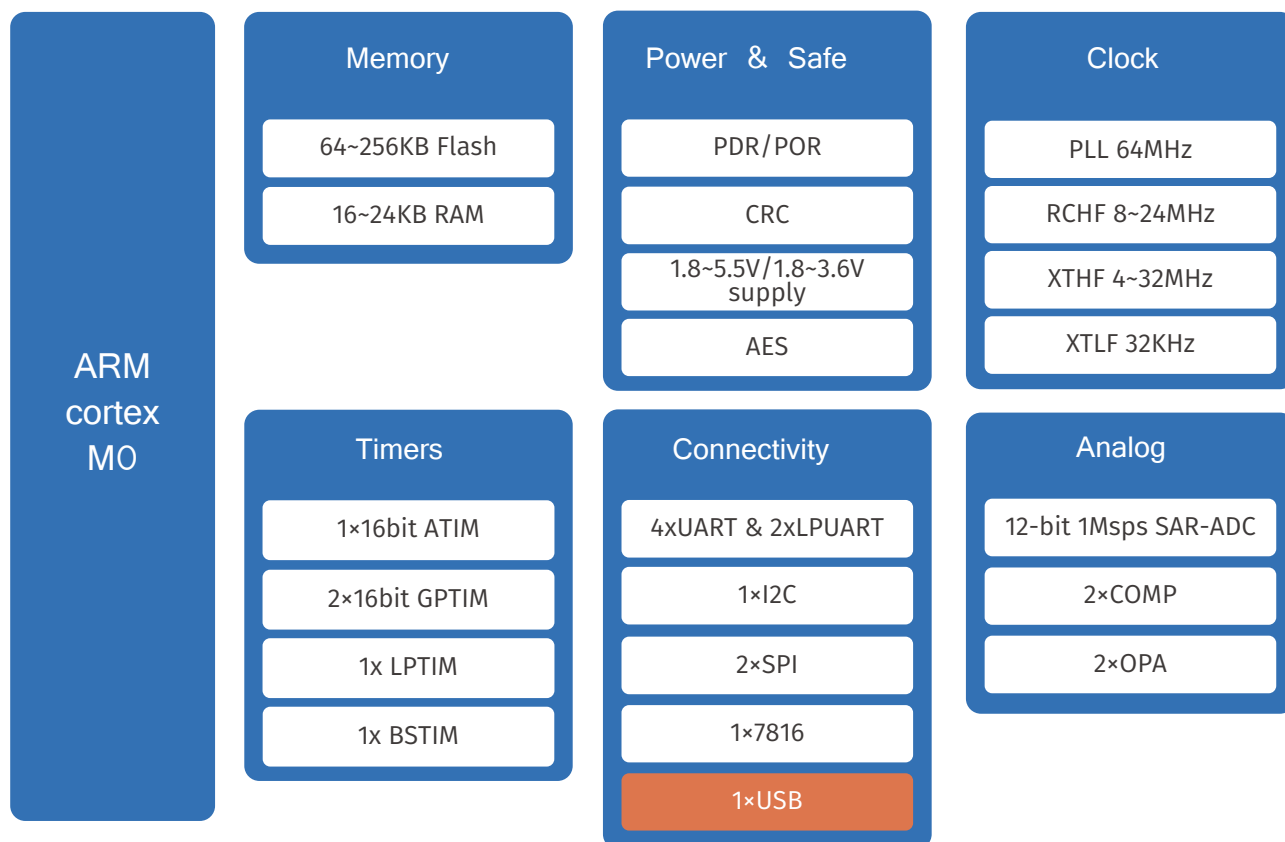 ARM
cortex
M0
Memory
64~256KB Flash
16~24KB RAM
Power & Safe
PDR/POR
CRC
1.8~5.5V/1.8~3.6V
supply
AES
Clock
PLL 64MHz
RCHF 8~24MHz
XTHF 4~32MHz
XTLF 32KHz
Timers
1×16bit ATIM
2×16bit GPTIM
1x LPTIM
1x BSTIM
Connectivity
4xUART & 2xLPUART
1×I2C
2×SPI
1×7816
1×USB
Analog
12-bit 1Msps SAR-ADC
2×COMP
2×OPA